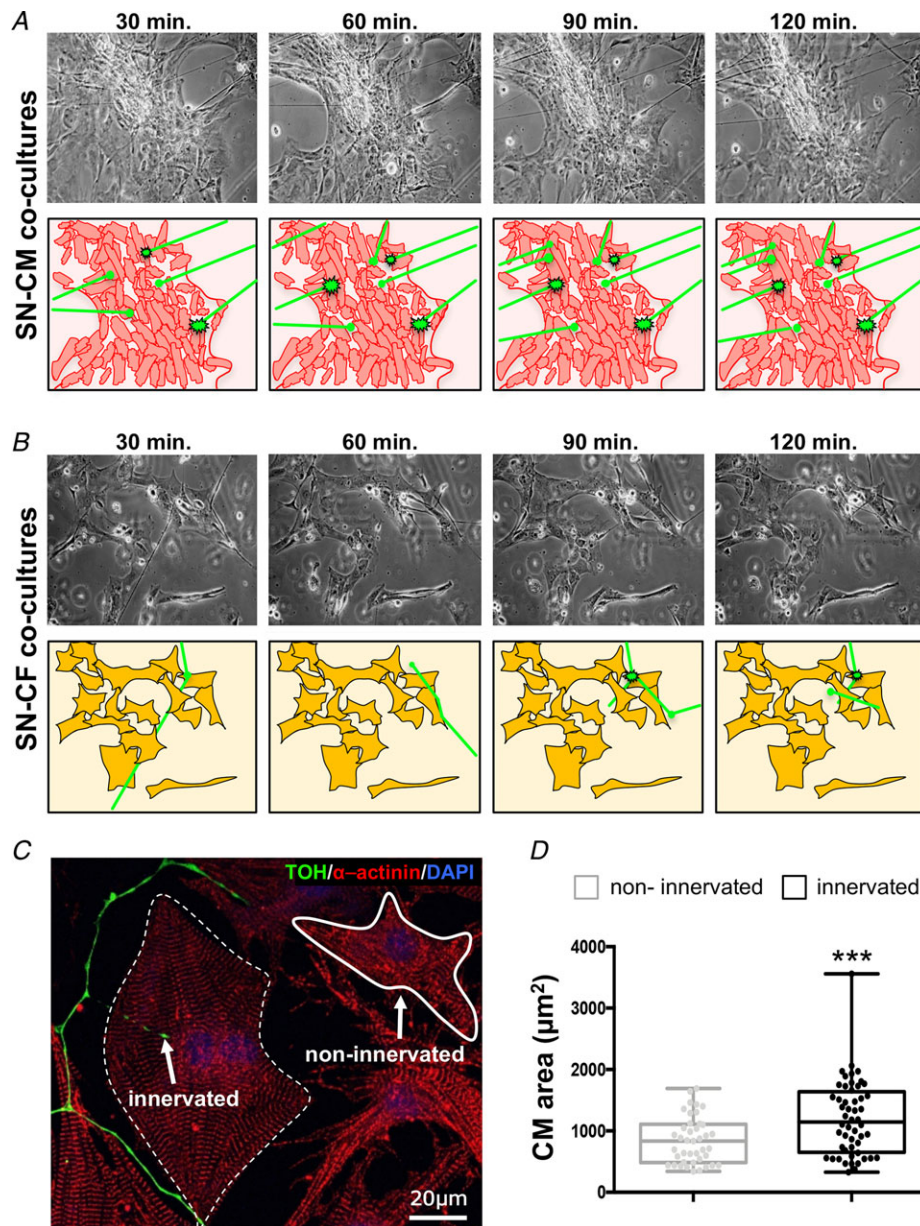 A
30 min. 60 min. 90 min. 120 min.
SN-CM co-cultures
B
30 min. 60 min. 90 min. 120 min.
SN-CF co-cultures
C
TOH/α–actinin/DAPI
innervated
non-innervated
20µm
D
non- innervated innervated
CM area (µm²)
4000
3000
2000
1000
0
***